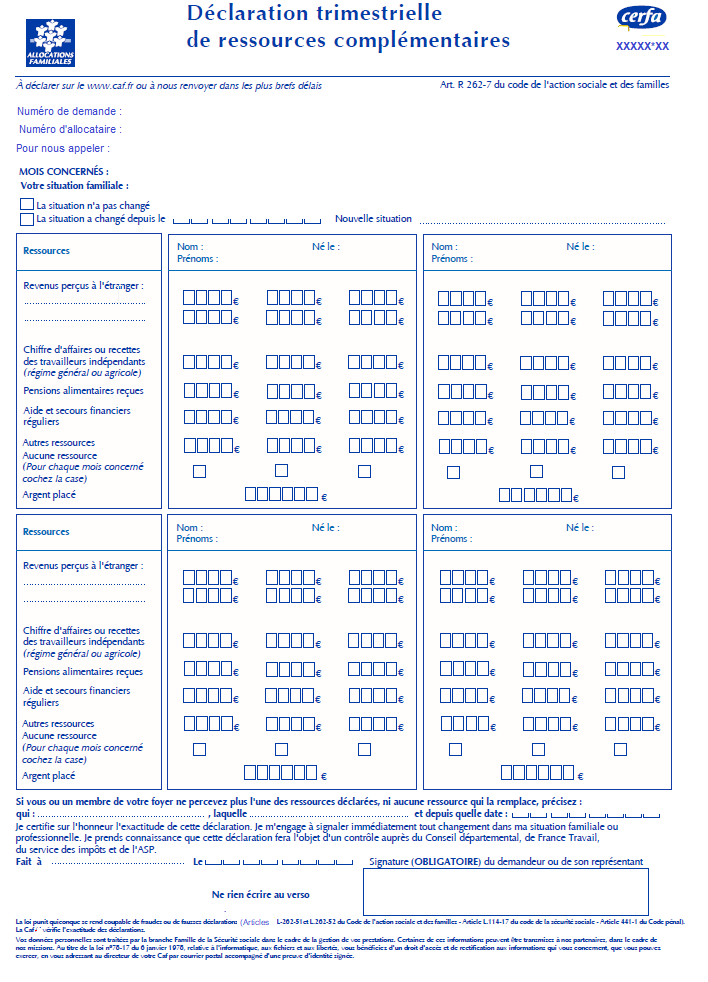 Déclaration trimestrielle
de ressources complémentaires
ALLOCATIONS
FAMILIALES
cerfa
XXXXX*XX
À déclarer sur le www.caf.fr ou à nous renvoyer dans les plus brefs délais
Art. R 262-7 du code de l'action sociale et des familles
Numéro de demande :
Numéro d'allocataire :
Pour nous appeler :
MOIS CONCERNÉS :
Votre situation familiale :
La situation n'a pas changé
La situation a changé depuis le Nouvelle situation
Ressources
Nom : Né le :
Prénoms :
Nom : Né le :
Prénoms :
Revenus perçus à l'étranger :
€ € € € € €
€ € € € € €
Chiffre d'affaires ou recettes
des travailleurs indépendants
(régime général ou agricole)
€ € € € € €
Pensions alimentaires reçues
€ € € € € €
Aide et secours financiers
réguliers
€ € € € € €
Autres ressources
€ € € € € €
Aucune ressource
(Pour chaque mois concerné
cochez la case)
Argent placé
€ €
Ressources
Nom : Né le :
Prénoms :
Nom : Né le :
Prénoms :
Revenus perçus à l'étranger :
€ € € € € €
€ € € € € €
Chiffre d'affaires ou recettes
des travailleurs indépendants
(régime général ou agricole)
€ € € € € €
Pensions alimentaires reçues
€ € € € € €
Aide et secours financiers
réguliers
€ € € € € €
Autres ressources
€ € € € € €
Aucune ressource
(Pour chaque mois concerné
cochez la case)
Argent placé
€ €
Si vous ou un membre de votre foyer ne percevez plus l'une des ressources déclarées, ni aucune ressource qui la remplace, précisez :
qui : , laquelle et depuis quelle date :
Je certifie sur l'honneur l'exactitude de cette déclaration. Je m'engage à signaler immédiatement tout changement dans ma situation familiale ou
professionnelle. Je prends connaissance que cette déclaration fera l'objet d'un contrôle auprès du Conseil départemental, de France Travail,
du service des impôts et de l'ASP.
Fait à Le Signature (OBLIGATOIRE) du demandeur ou de son représentant
Ne rien écrire au verso
La loi punit quiconque se rend coupable de fraudes ou de fausses déclarations (Articles L-262-51 et L.262-52 du Code de l'action sociale et des familles - Article L.114-17 du code de la sécurité sociale - Article 441-1 du Code pénal).
La Caf vérifie l'exactitude des déclarations.
Vos données personnelles sont traitées par la branche Famille de la Sécurité sociale dans le cadre de la gestion de vos prestations. Certaines de ces informations peuvent être transmises à nos partenaires, dans le cadre de
nos missions. Au titre de la loi n°78-17 du 6 janvier 1978, relative à l'informatique, aux fichiers et aux libertés, vous bénéficiez d'un droit d'accès et de rectification aux informations qui vous concernent, que vous pouvez
exercer, en vous adressant au directeur de votre Caf par courrier postal accompagné d'une preuve d'identité signée.